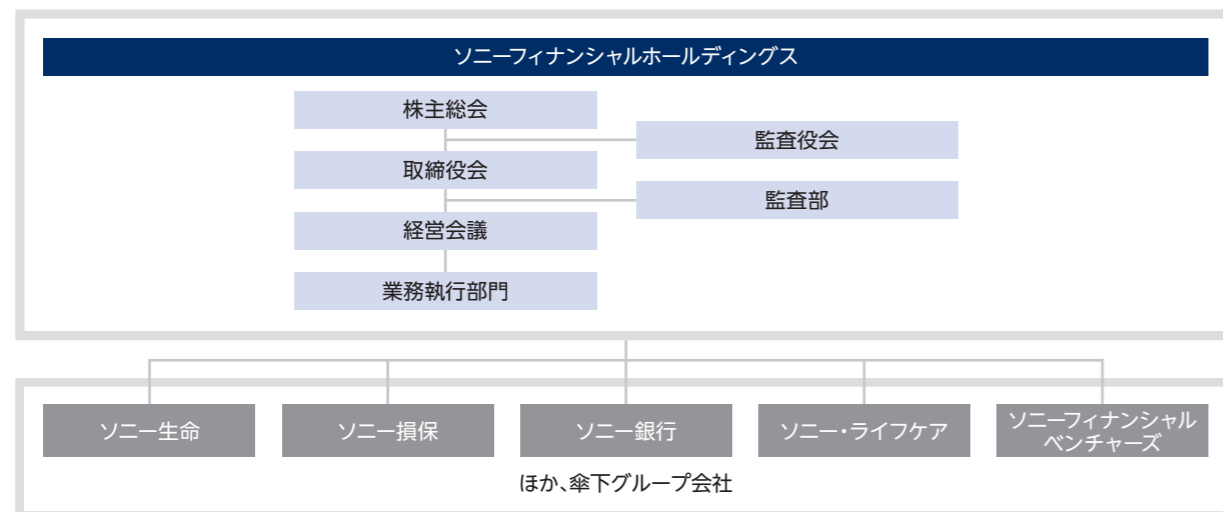 ソニーフィナンシャルホールディングス
株主総会
監査役会
取締役会
監査部
経営会議
業務執行部門
ソニー生命
ソニー損保
ソニー銀行
ソニー・ライフケア
ソニーフィナンシャル
ベンチャーズ
ほか、傘下グループ会社